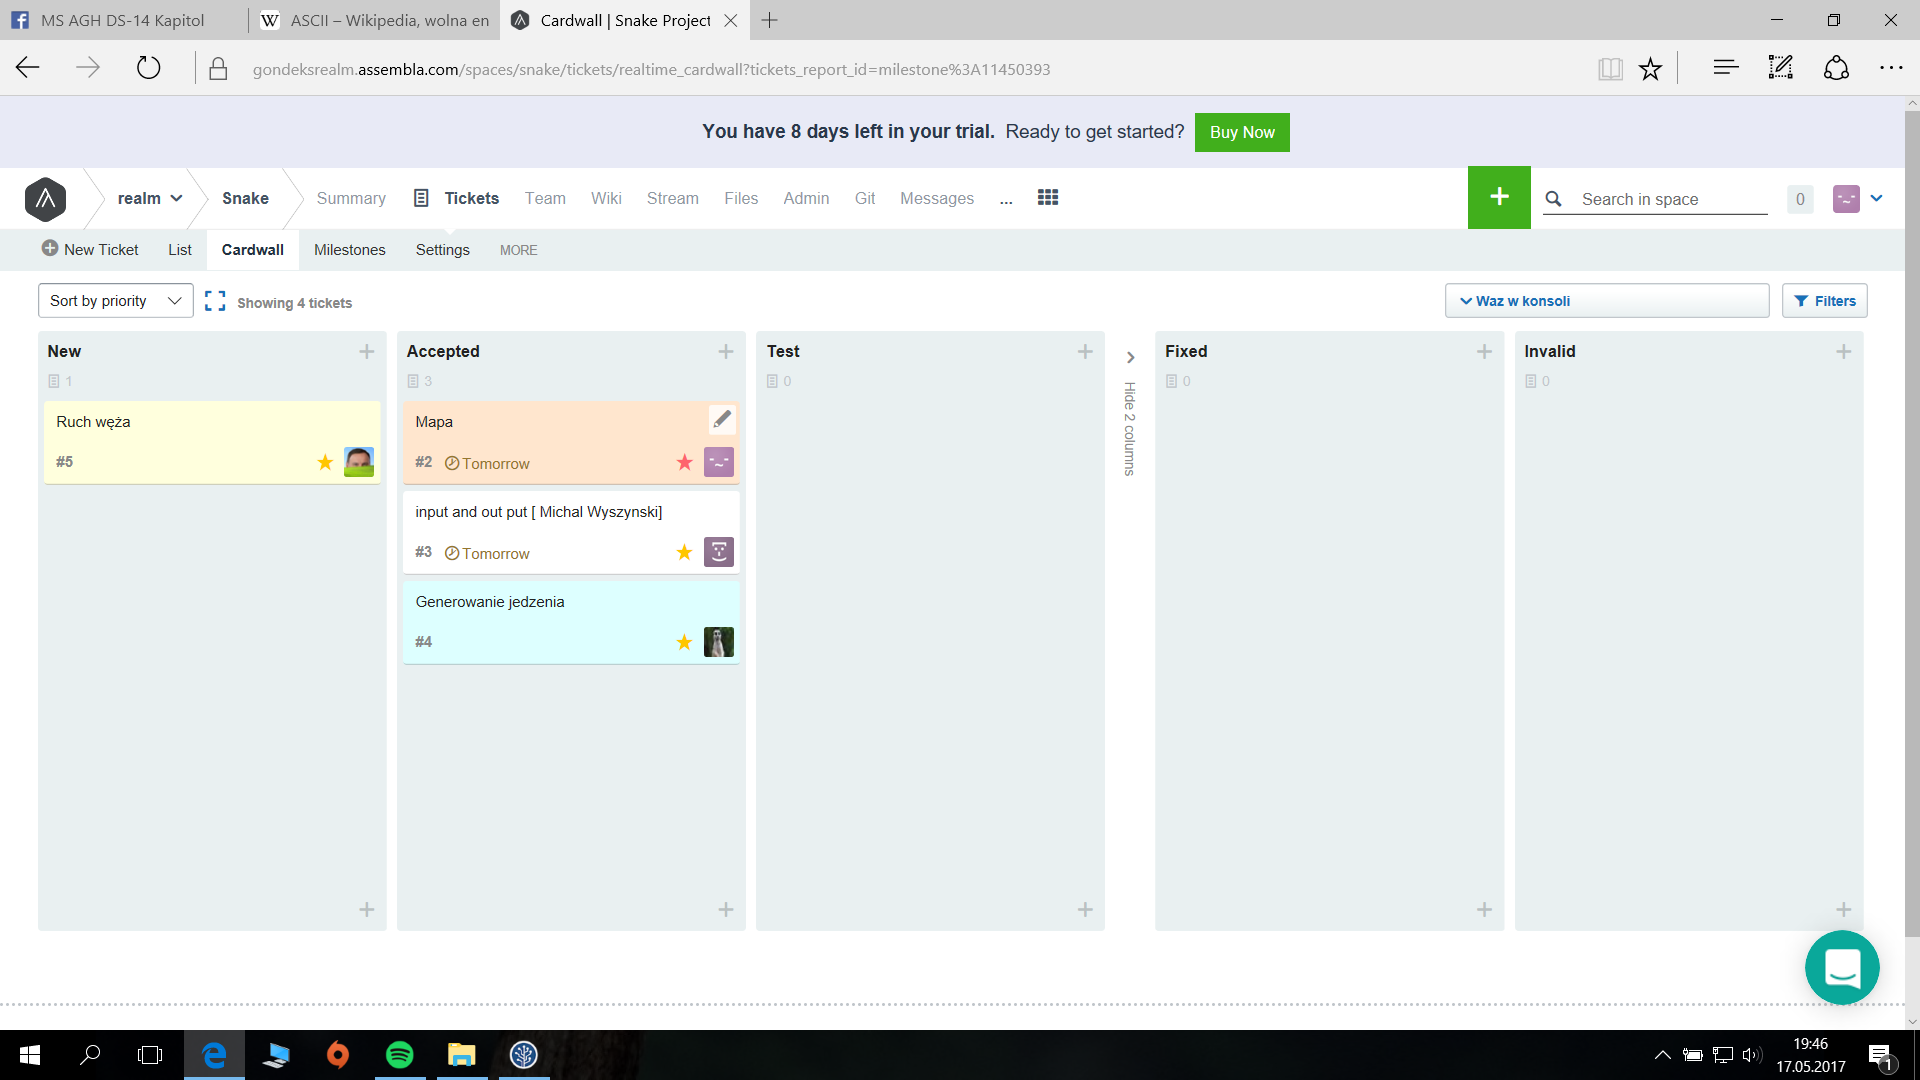 MS AGH DS-14 Kapitol
ASCII – Wikipedia, wolna en
Cardwall | Snake Project
gondeksrealm.assembla.com/spaces/snake/tickets/realtime_cardwall?tickets_report_id=milestone%3A11450393
You have 8 days left in your trial. Ready to get started? Buy Now
realm Snake Summary Tickets Team Wiki Stream Files Admin Git Messages ... + Search in space 0
New Ticket List Cardwall Milestones Settings MORE
Sort by priority Showing 4 tickets Waz w konsoli Filters
New
1
Ruch węża
#5
Accepted
3
Mapa
#2 Tomorrow
input and out put [ Michal Wyszynski]
#3 Tomorrow
Generowanie jedzenia
#4
Test
0
Hide 2 columns
Fixed
0
Invalid
0
19:46
17.05.2017
1